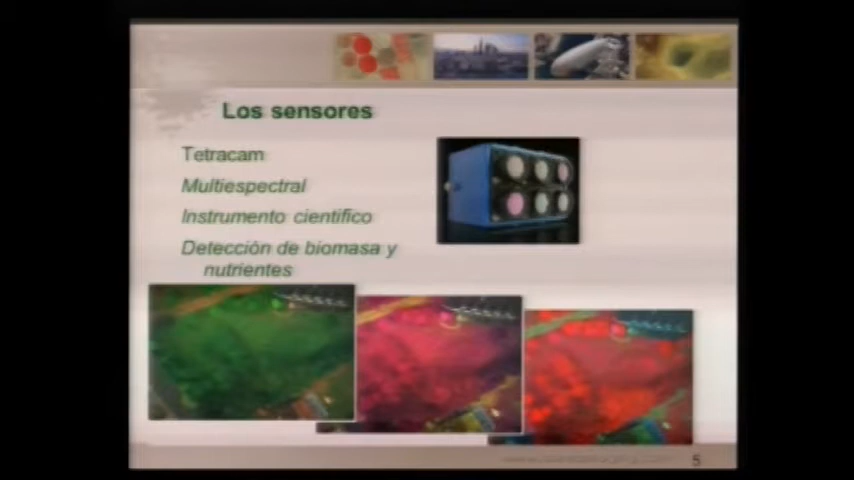 Los sensores
Tetracam
Multiespectral
Instrumento científico
Detección de biomasa y
nutrientes
5